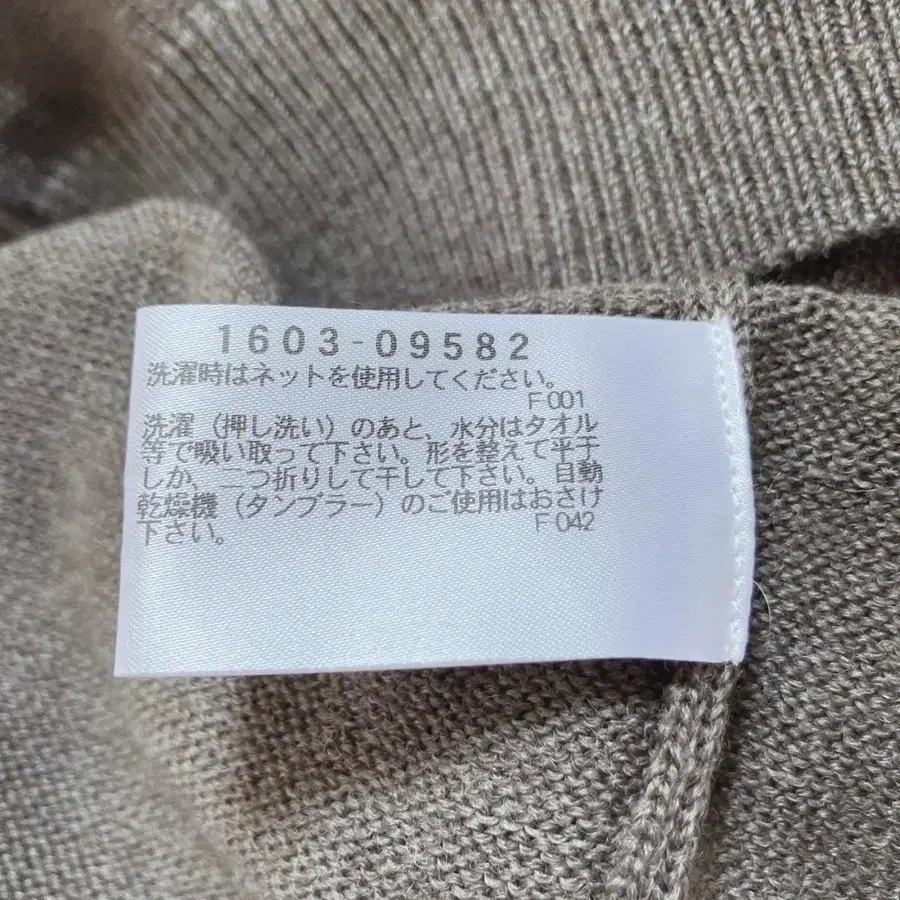 1603-09582
洗濯時はネットを使用してください。
F 001
洗濯（押し洗い）のあと、水分はタオル
等で吸い取って下さい。形を整えて平干
しか、二つ折りして干して下さい。自動
乾燥機（タンブラー）のご使用はおさけ
下さい。
F 042